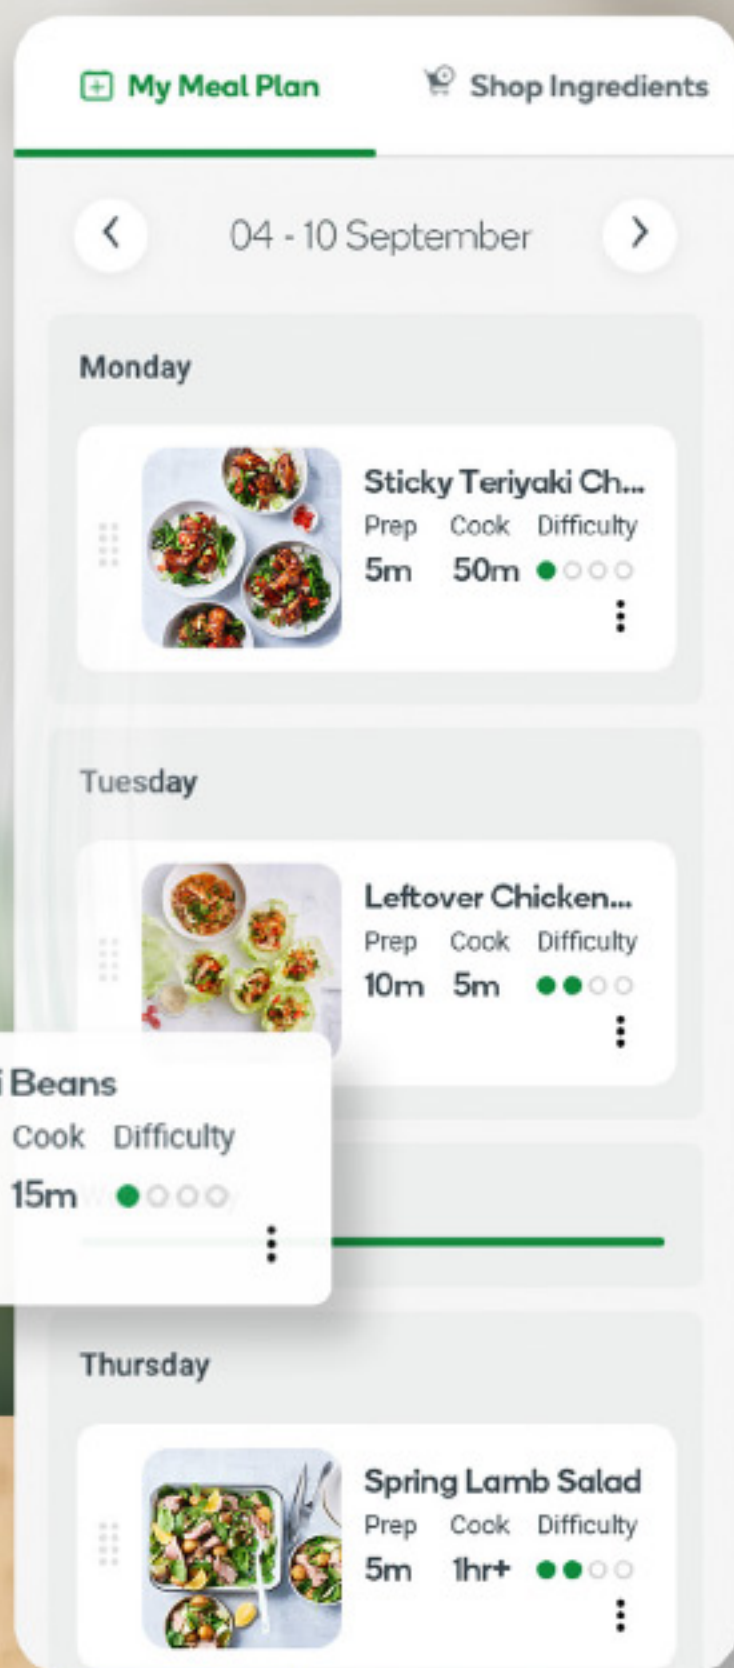 My Meal Plan
Shop Ingredients
04 - 10 September
Monday
Sticky Teriyaki Ch...
Prep Cook Difficulty
5m 50m
Tuesday
Leftover Chicken...
Prep Cook Difficulty
10m 5m
i Beans
Cook Difficulty
15m
Thursday
Spring Lamb Salad
Prep Cook Difficulty
5m 1hr+